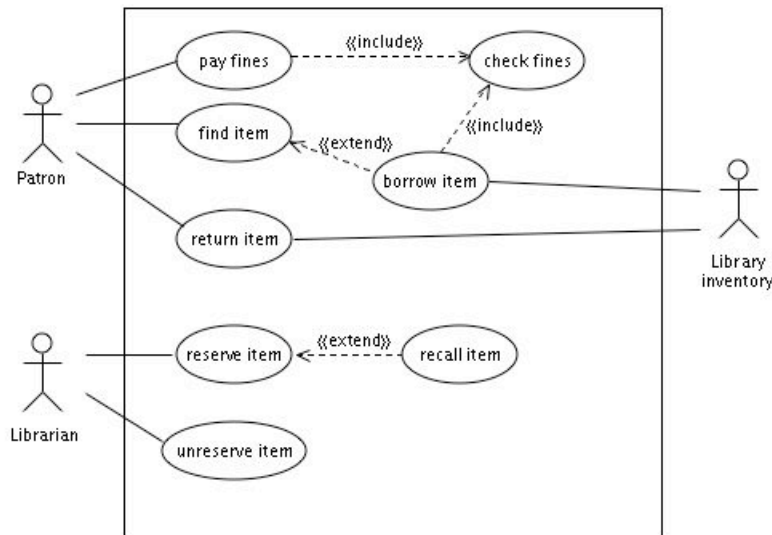 pay fines
«include»
check fines
find item
«extend»
«include»
borrow item
Patron
return item
Library
inventory
reserve item
«extend»
recall item
Librarian
unreserve item